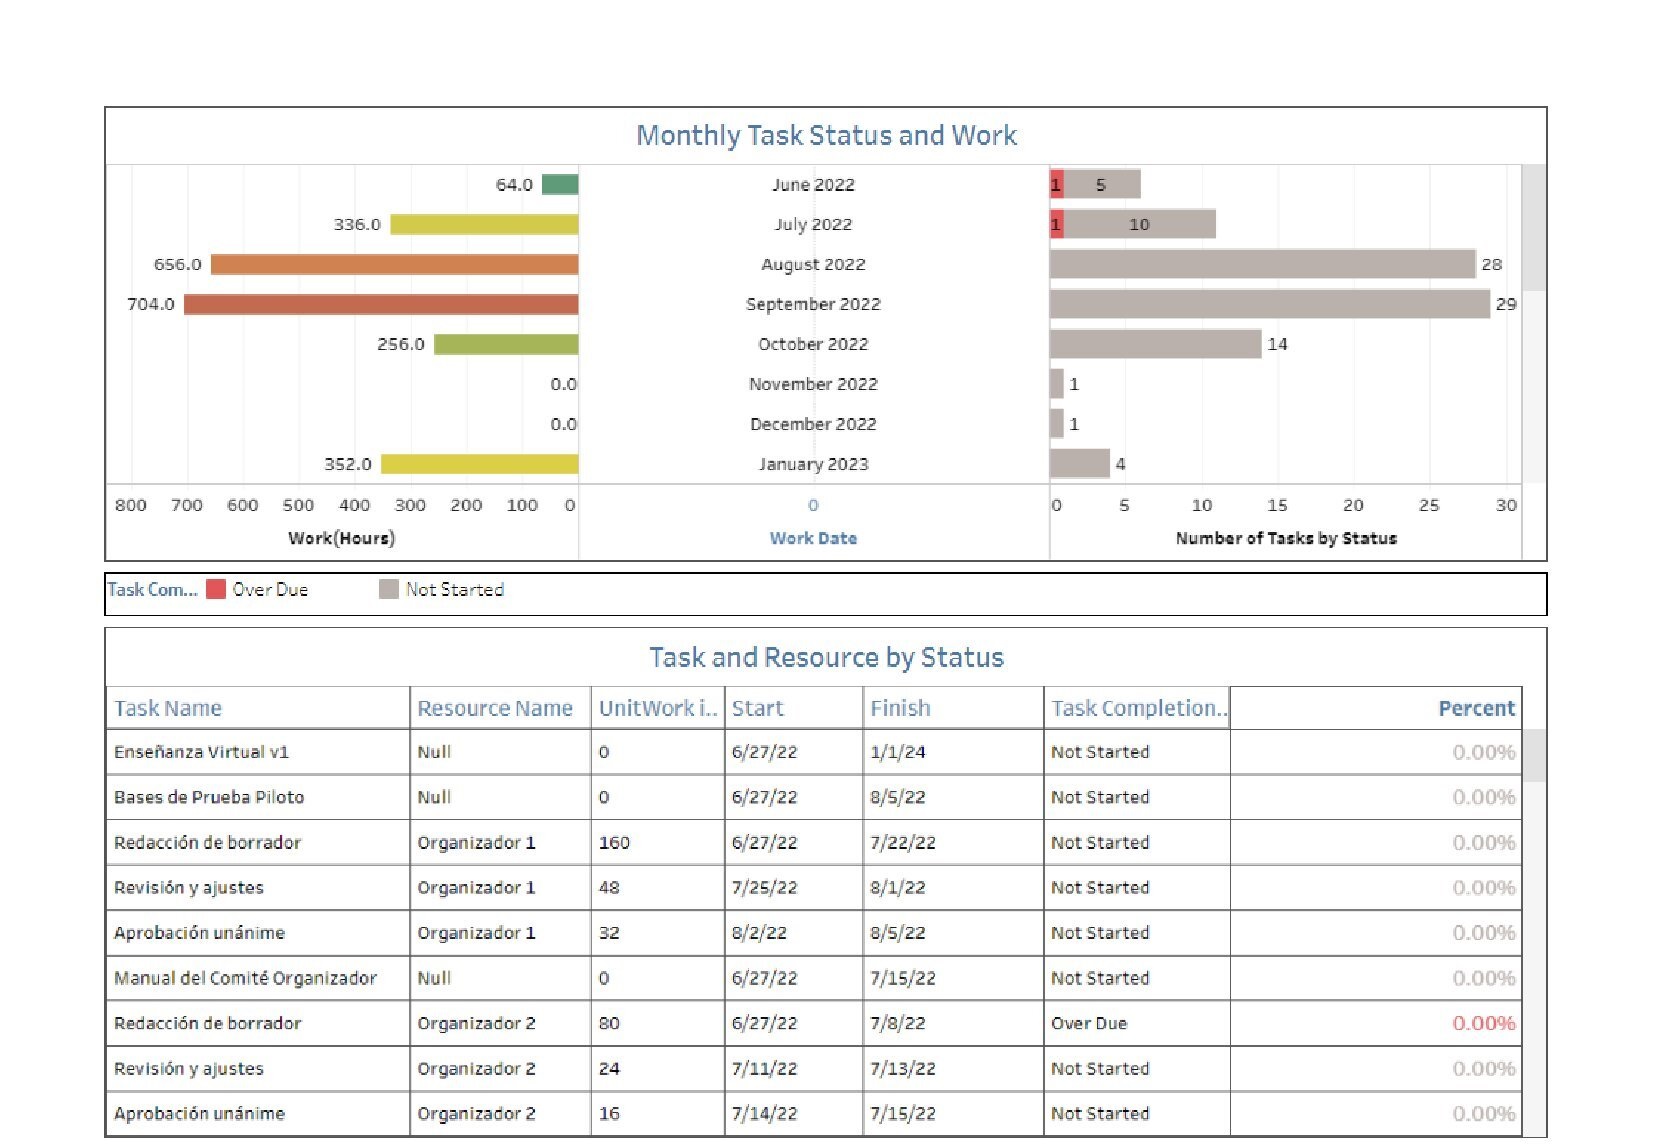 Monthly Task Status and Work
64.0 June 2022 1 5
336.0 July 2022 1 10
656.0 August 2022 28
704.0 September 2022 29
256.0 October 2022 14
0.0 November 2022 1
0.0 December 2022 1
352.0 January 2023 4
800 700 600 500 400 300 200 100 0 0 0 5 10 15 20 25 30
Work(Hours) Work Date Number of Tasks by Status
Task Com... Over Due Not Started
Task and Resource by Status
Task Name Resource Name UnitWork i.. Start Finish Task Completion.. Percent
Enseñanza Virtual v1 Null 0 6/27/22 1/1/24 Not Started 0.00%
Bases de Prueba Piloto Null 0 6/27/22 8/5/22 Not Started 0.00%
Redacción de borrador Organizador 1 160 6/27/22 7/22/22 Not Started 0.00%
Revisión y ajustes Organizador 1 48 7/25/22 8/1/22 Not Started 0.00%
Aprobación unánime Organizador 1 32 8/2/22 8/5/22 Not Started 0.00%
Manual del Comité Organizador Null 0 6/27/22 7/15/22 Not Started 0.00%
Redacción de borrador Organizador 2 80 6/27/22 7/8/22 Over Due 0.00%
Revisión y ajustes Organizador 2 24 7/11/22 7/13/22 Not Started 0.00%
Aprobación unánime Organizador 2 16 7/14/22 7/15/22 Not Started 0.00%